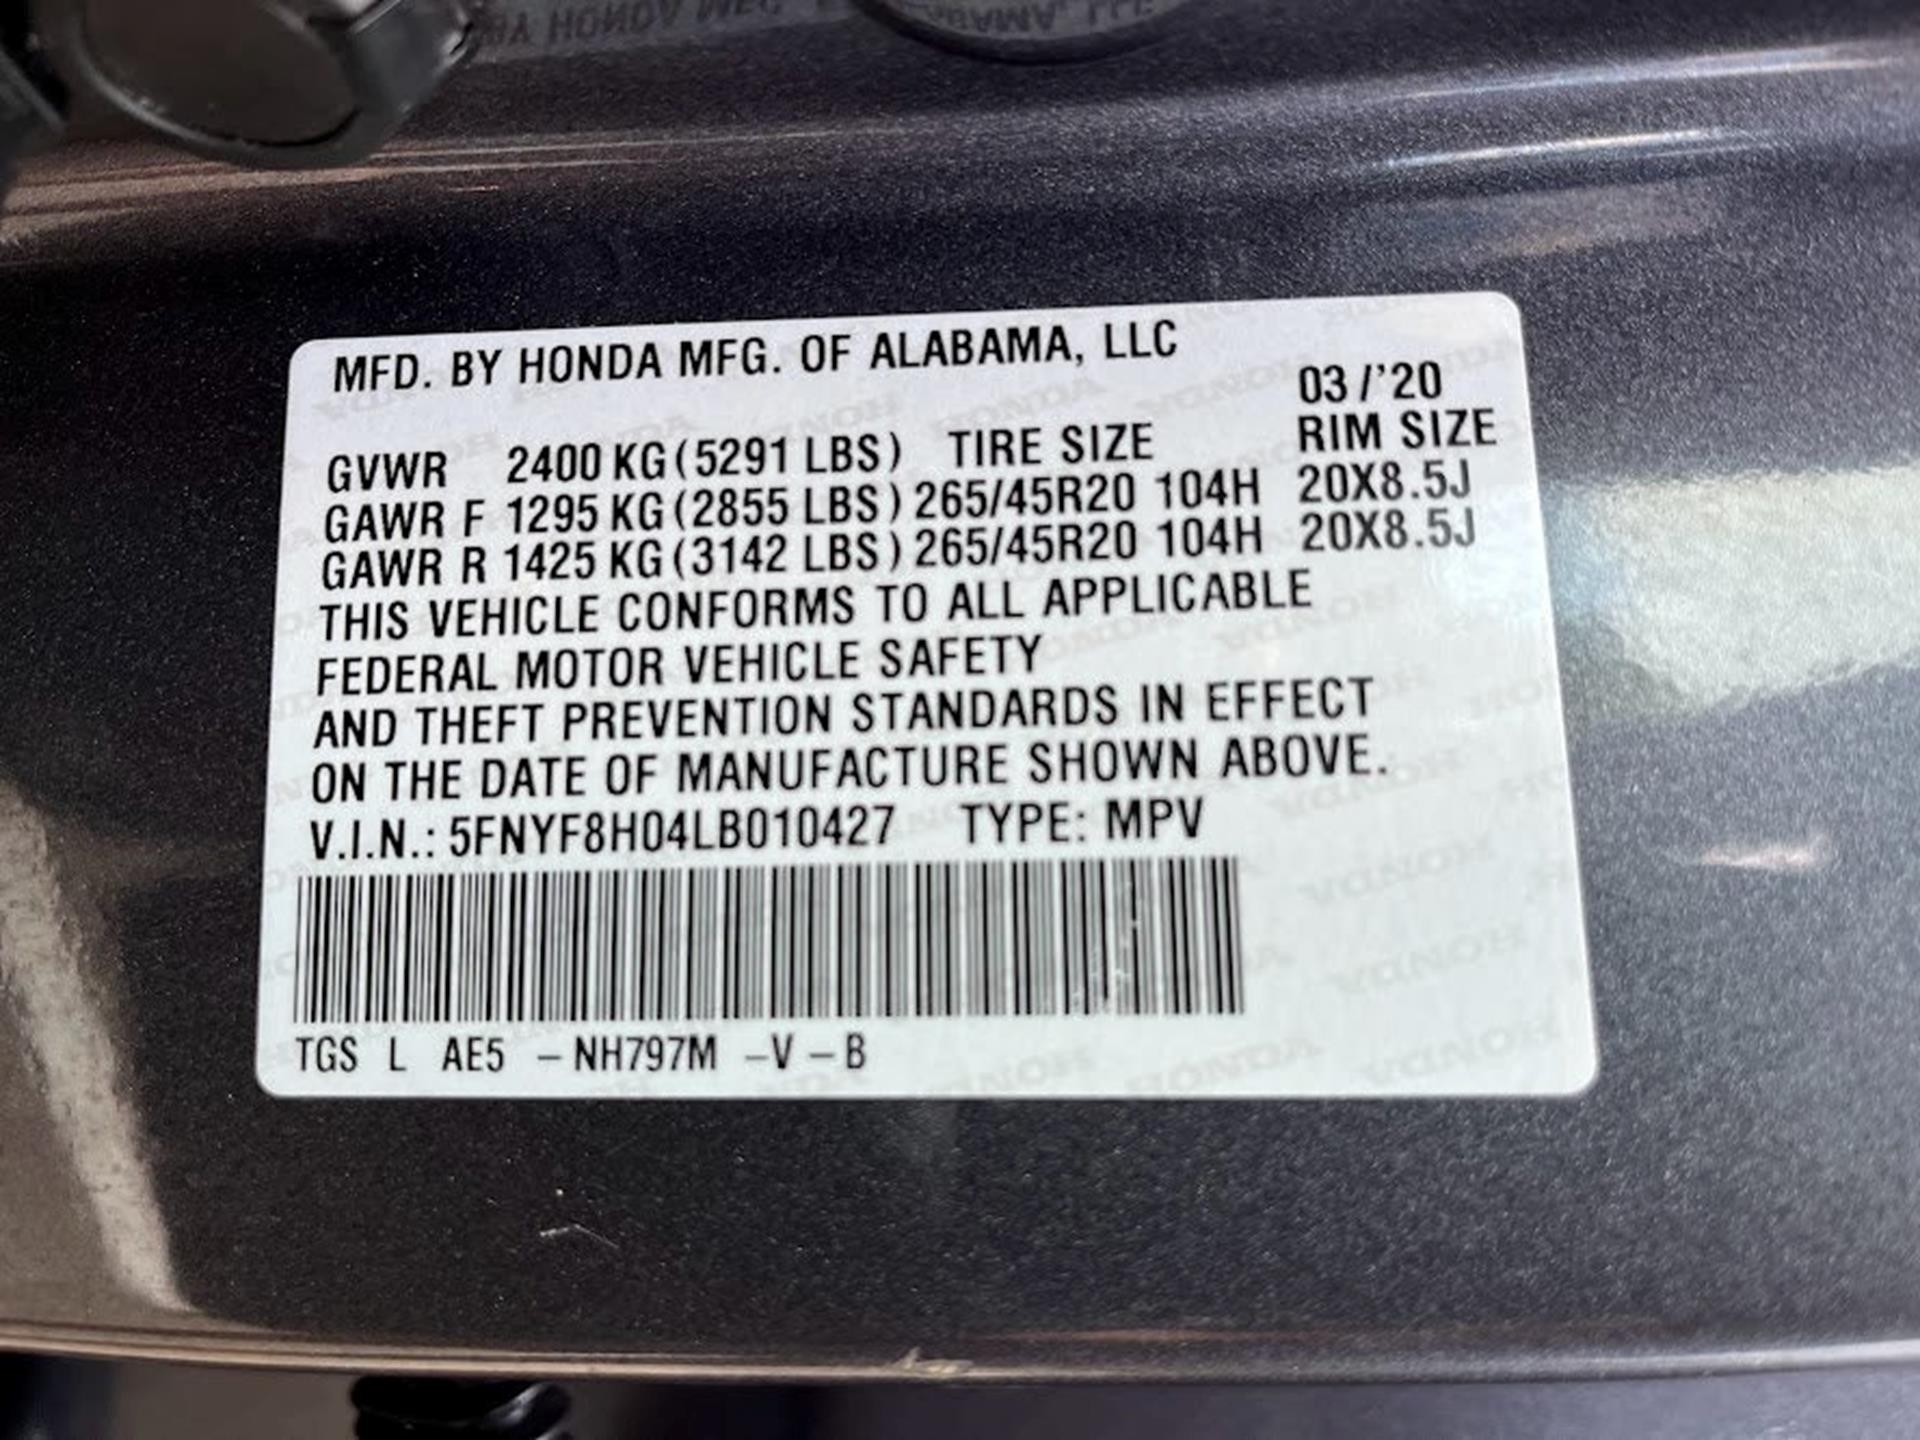 MFD. BY HONDA MFG. OF ALABAMA, LLC
03 /'20
GVWR 2400 KG (5291 LBS) TIRE SIZE RIM SIZE
GAWR F 1295 KG (2855 LBS) 265/45R20 104H 20X8.5J
GAWR R 1425 KG (3142 LBS) 265/45R20 104H 20X8.5J
THIS VEHICLE CONFORMS TO ALL APPLICABLE
FEDERAL MOTOR VEHICLE SAFETY
AND THEFT PREVENTION STANDARDS IN EFFECT
ON THE DATE OF MANUFACTURE SHOWN ABOVE.
V.I.N.: 5FNYF8H04LB010427 TYPE: MPV
TGS L AE5 – NH797M –V – B